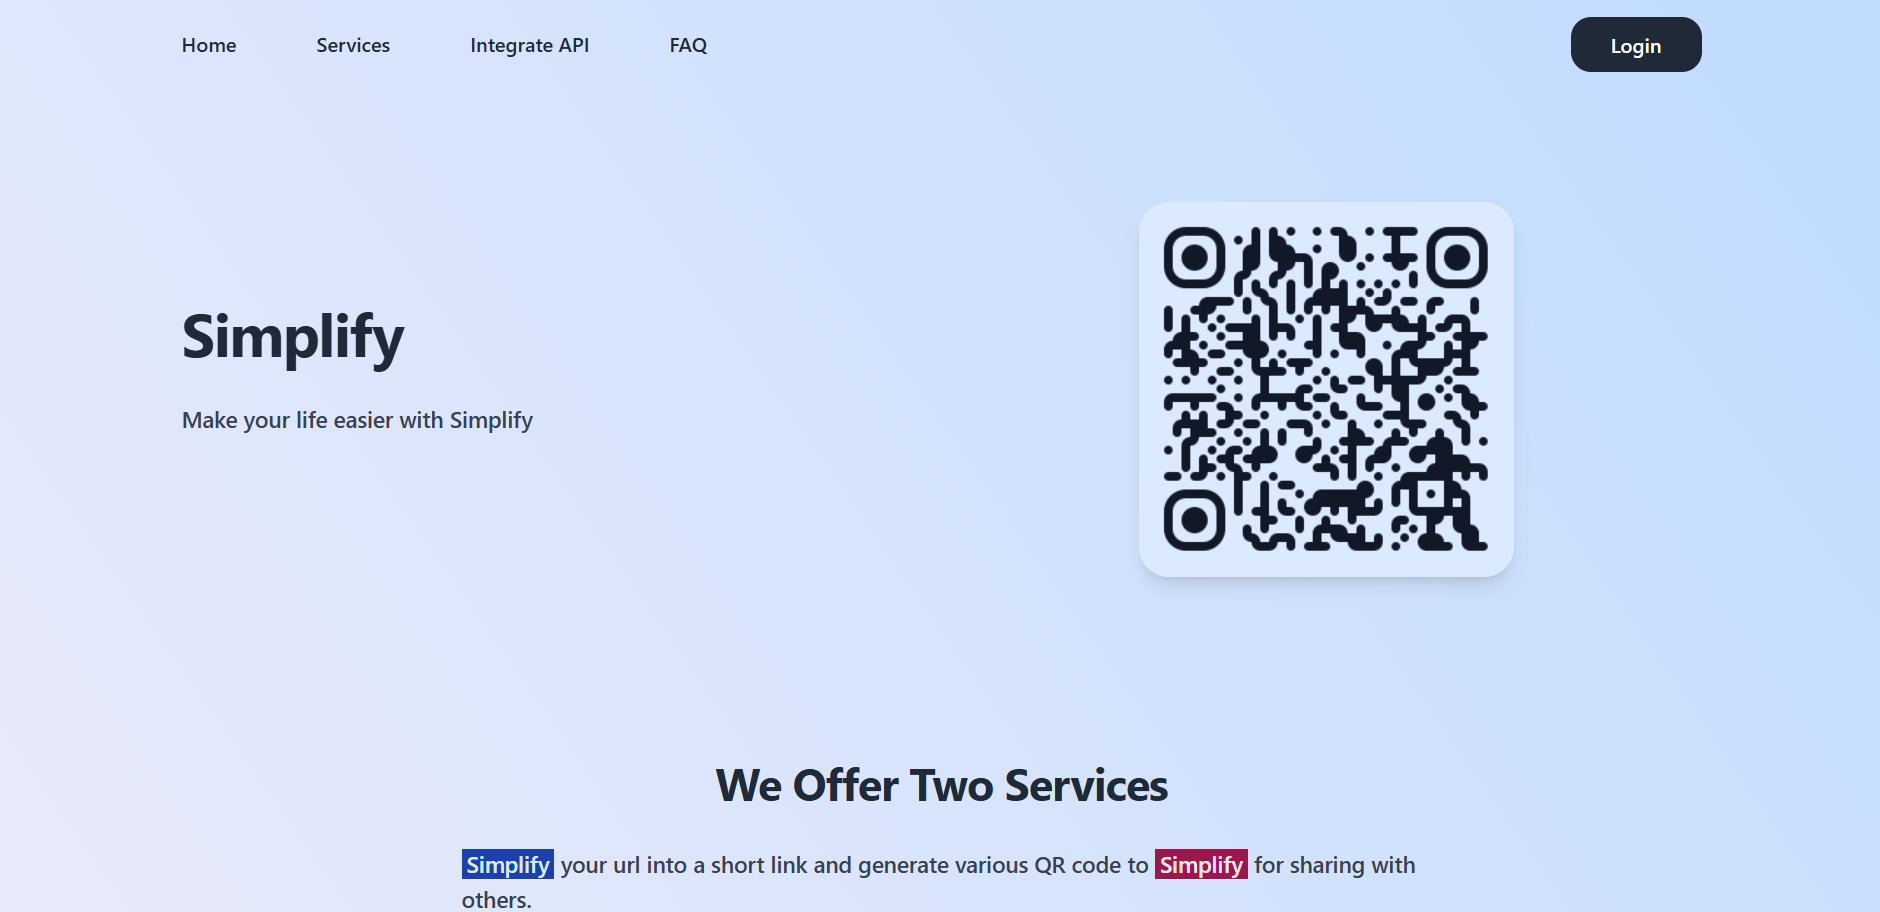 Home Services Integrate API FAQ Login
Simplify
Make your life easier with Simplify
We Offer Two Services
Simplify your url into a short link and generate various QR code to Simplify for sharing with
others.